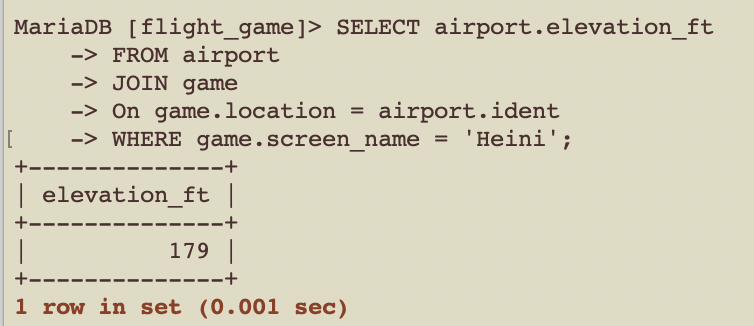 MariaDB [flight_game]> SELECT airport.elevation_ft
    -> FROM airport
    -> JOIN game
    -> On game.location = airport.ident
[    -> WHERE game.screen_name = 'Heini';
+--------------+
| elevation_ft |
+--------------+
|          179 |
+--------------+
1 row in set (0.001 sec)